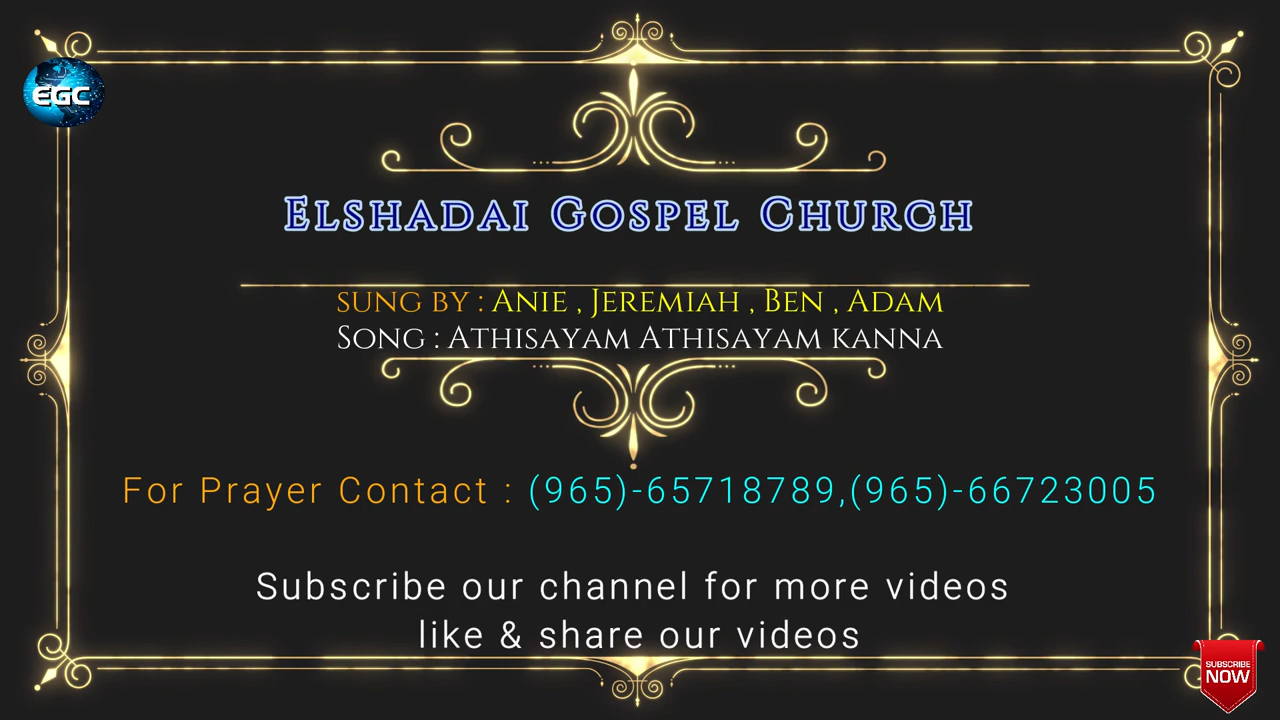 EGC
Elshadai Gospel Church
sung by : Anie , Jeremiah , Ben , Adam
Song : Athisayam Athisayam kanna
For Prayer Contact : (965)-65718789,(965)-66723005
Subscribe our channel for more videos
like & share our videos
SUBSCRIBE
NOW